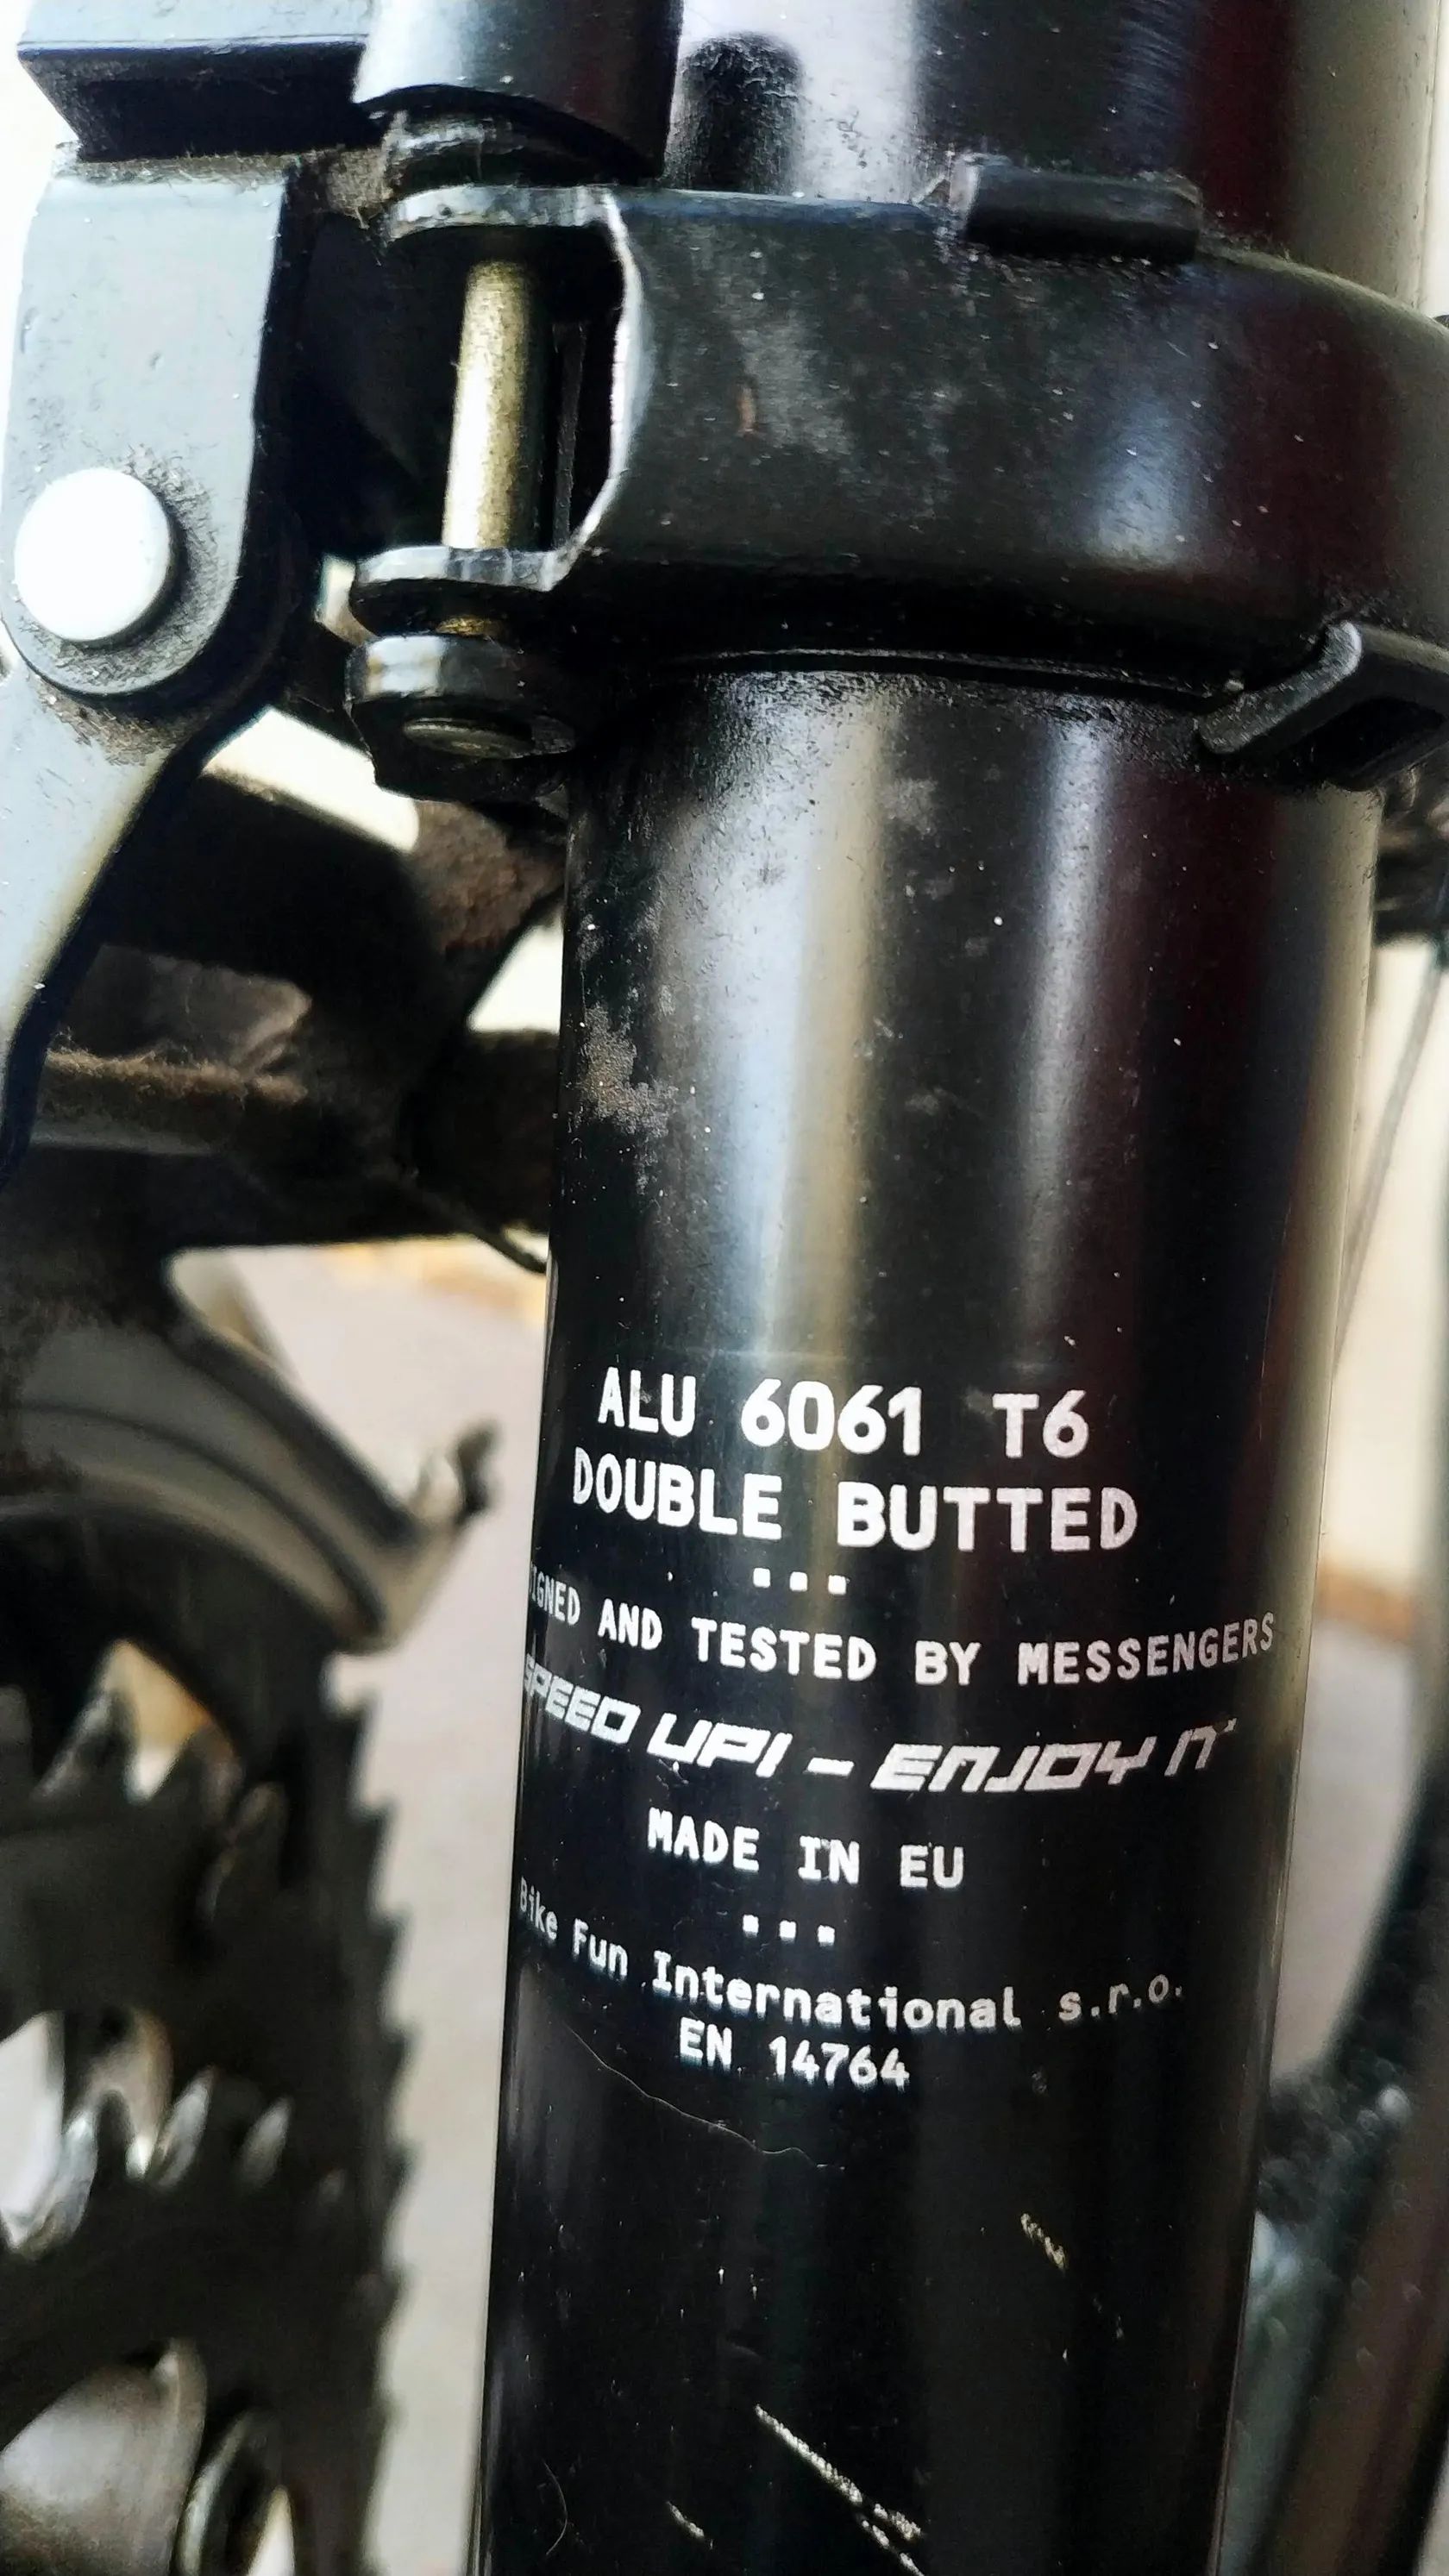 ALU 6061 T6
DOUBLE BUTTED
AND TESTED BY MESSENGERS
SPEED UP! - ENJOY
MADE IN EU
Bike Fun International s.r.o.
EN 14764